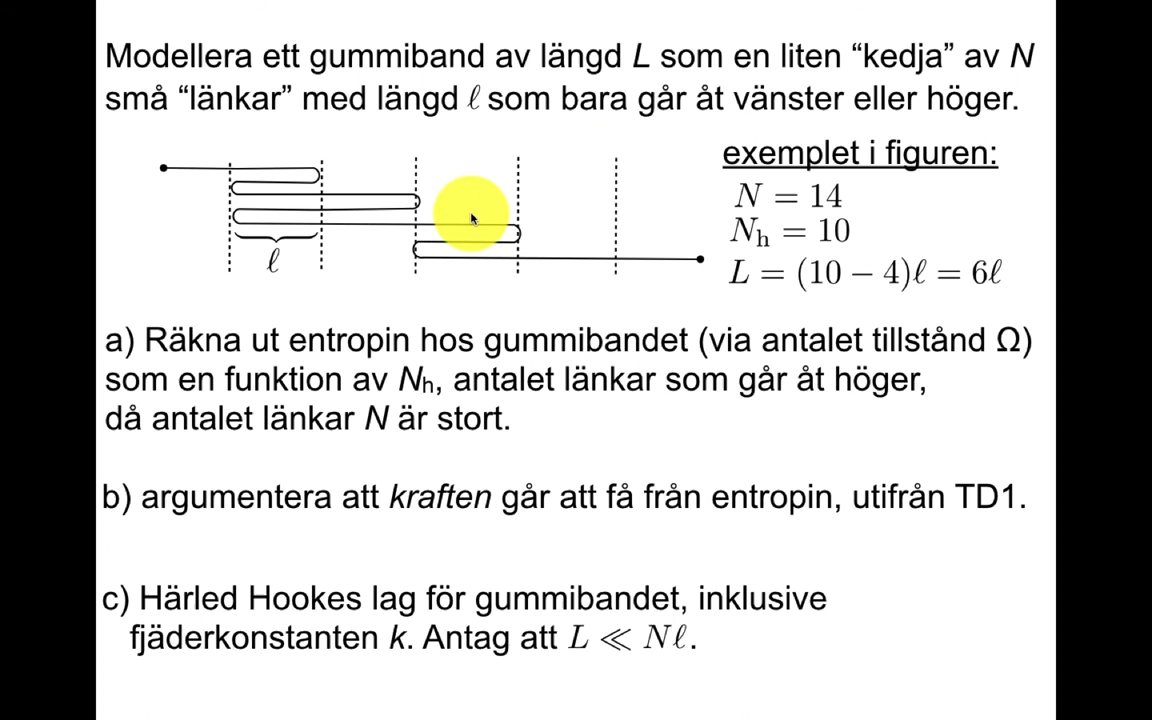 Modellera ett gummiband av längd L som en liten “kedja” av N
små “länkar” med längd ℓ som bara går åt vänster eller höger.
exemplet i figuren:
N = 14
Nh = 10
L = (10 − 4)ℓ = 6ℓ
ℓ
a) Räkna ut entropin hos gummibandet (via antalet tillstånd Ω)
som en funktion av Nh, antalet länkar som går åt höger,
då antalet länkar N är stort.
b) argumentera att kraften går att få från entropin, utifrån TD1.
c) Härled Hookes lag för gummibandet, inklusive
fjäderkonstanten k. Antag att L ≪ Nℓ.